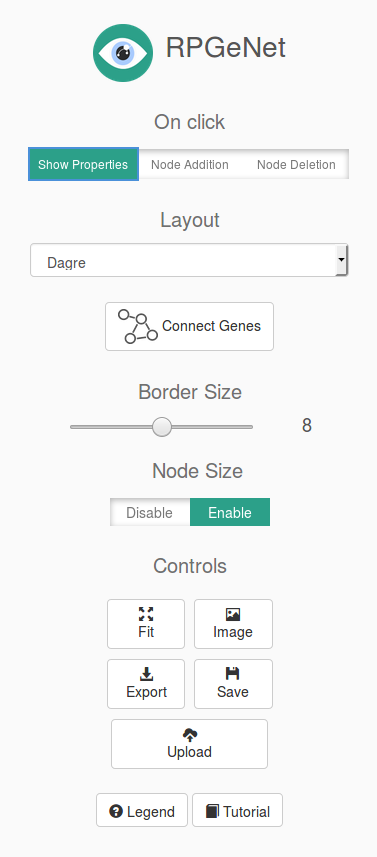 RPGeNet
On click
Show Properties Node Addition Node Deletion
Layout
Dagre
Connect Genes
Border Size
8
Node Size
Disable Enable
Controls
Fit Image
Export Save
Upload
Legend Tutorial